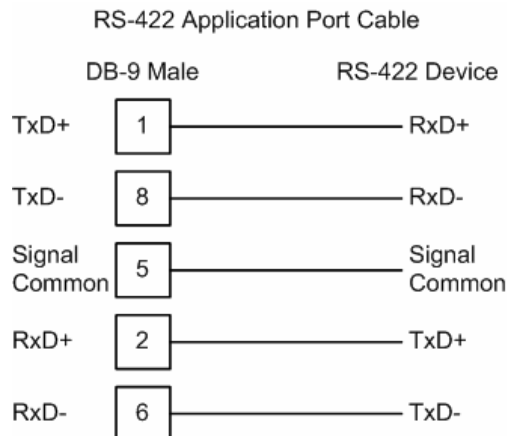 RS-422 Application Port Cable
DB-9 Male RS-422 Device
TxD+ 1 RxD+
TxD- 8 RxD-
Signal Common 5 Signal Common
RxD+ 2 TxD+
RxD- 6 TxD-